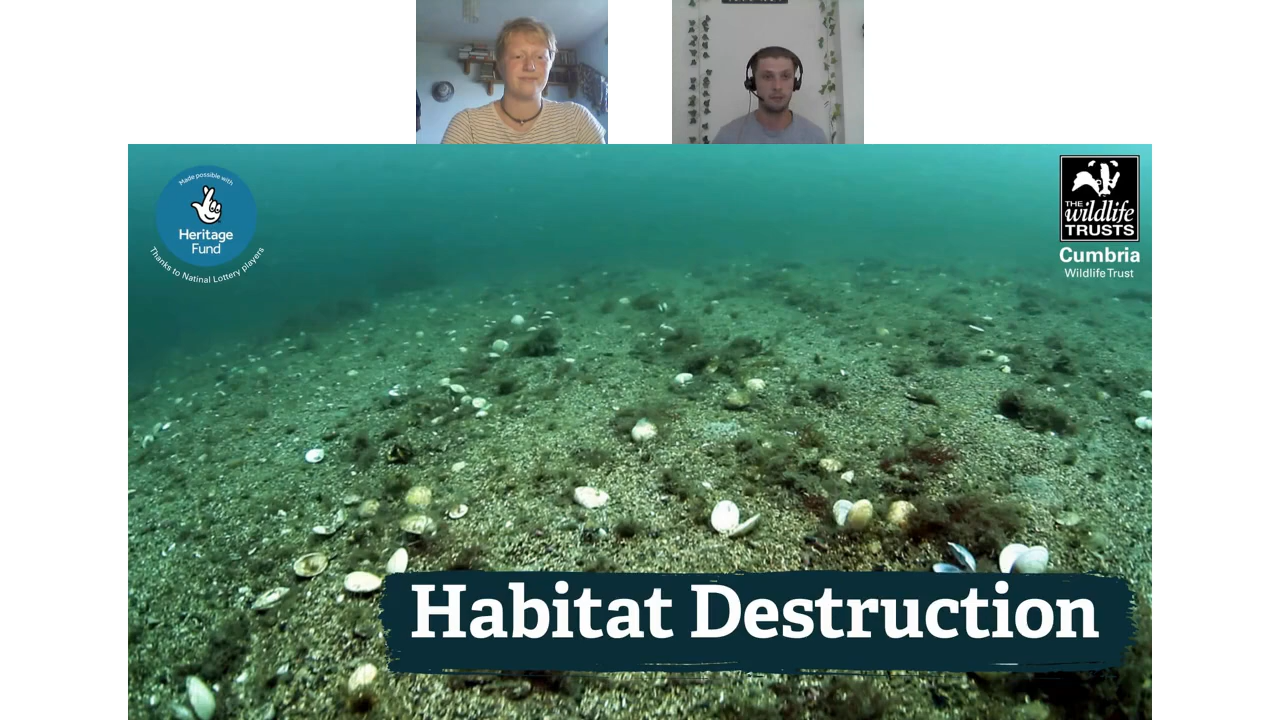 Made possible with
Heritage
Fund
Thanks to Natinal Lottery players
THE
wildlife
TRUSTS
Cumbria
Wildlife Trust
Habitat Destruction